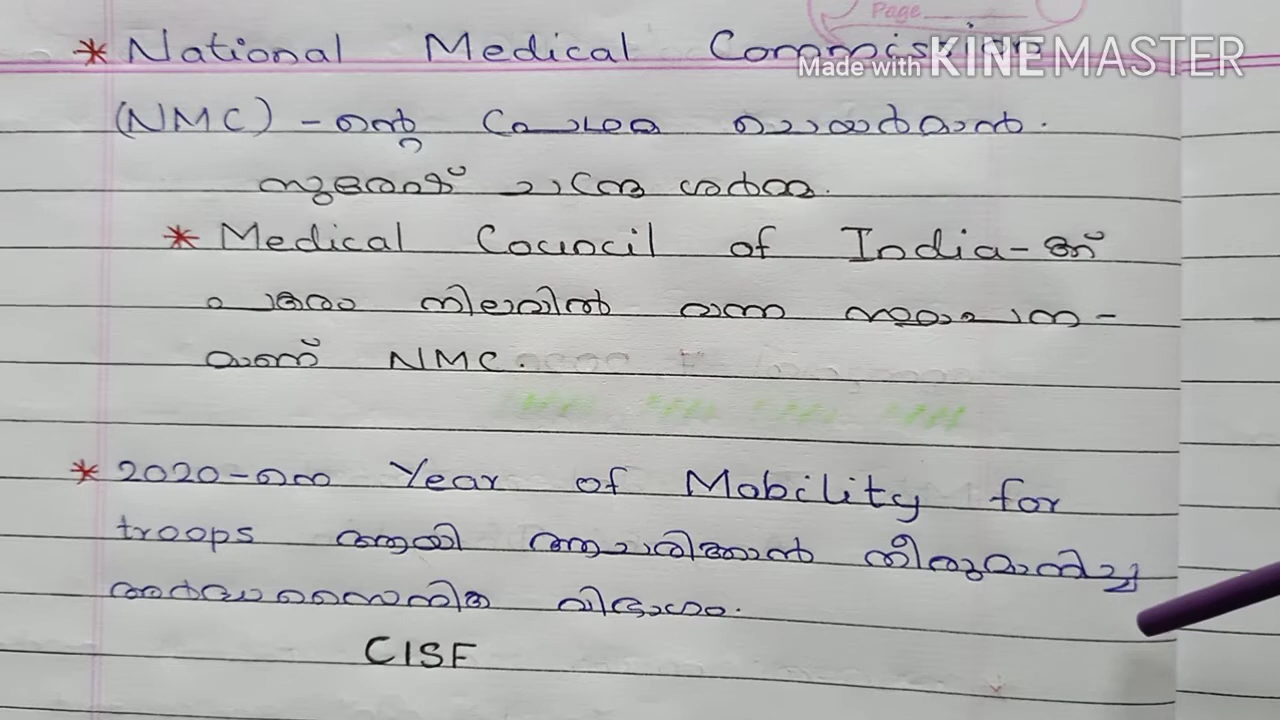 Page
* National Medical Commission
Made with KINEMASTER
(NMC) - ന്റെ പ്രഥമ ചെയർമാൻ.
സുരേഷ് ചന്ദ്ര ശർമ്മ.
* Medical Council of India-ക്ക്
പകരം നിലവിൽ വന്ന സ്ഥാപന-
മാണ് NMC.
* 2020-നെ Year of Mobility for
troops ആയി ആചരിക്കാൻ തീരുമാനിച്ച
അർദ്ധസൈനിക വിഭാഗം.
CISF